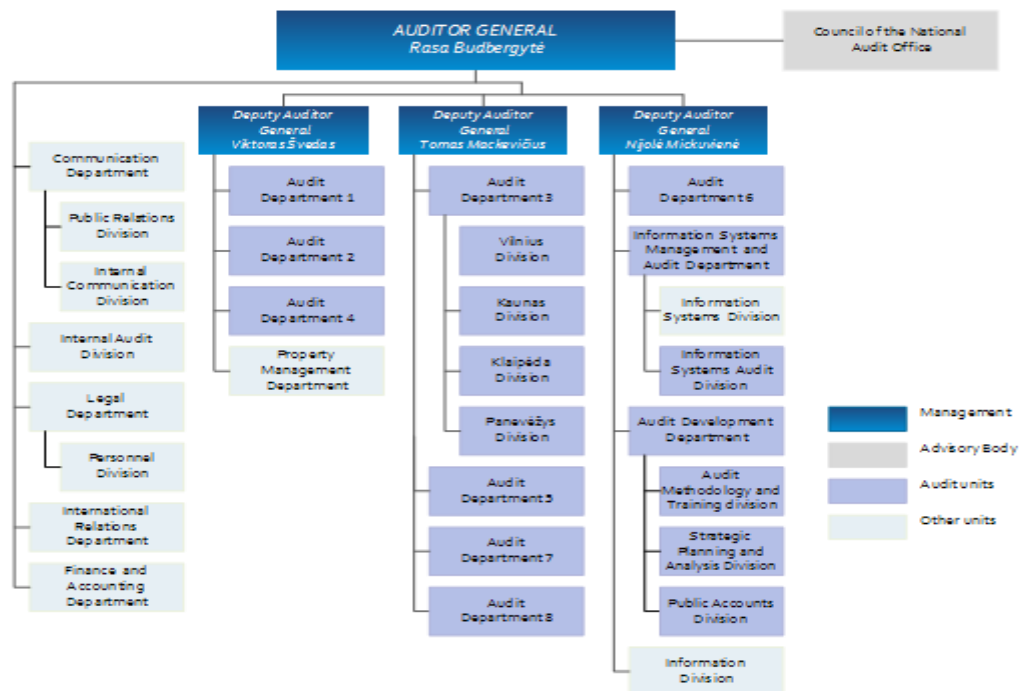 AUDITOR GENERAL
Rasa Budbergytė
Council of the National
Audit Office
Communication
Department
Public Relations
Division
Internal
Communication
Division
Internal Audit
Division
Legal
Department
Personnel
Division
International
Relations
Department
Finance and
Accounting
Department
Deputy Auditor
General
Viktoras Švedas
Audit
Department 1
Audit
Department 2
Audit
Department 4
Property
Management
Department
Deputy Auditor
General
Tomas Mackevičius
Audit
Department 3
Vilnius
Division
Kaunas
Division
Klaipėda
Division
Panevėžys
Division
Audit
Department 5
Audit
Department 7
Audit
Department 8
Deputy Auditor
General
Nijolė Mickuvienė
Audit
Department 6
Information Systems
Management and
Audit Department
Information
Systems Division
Information
Systems Audit
Division
Audit Development
Department
Audit
Methodology and
Training division
Strategic
Planning and
Analysis Division
Public Accounts
Division
Information
Division
Management
Advisory Body
Audit units
Other units